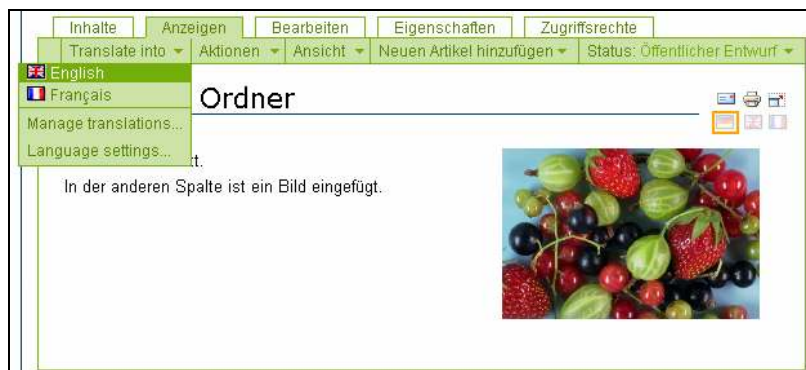 Inhalte Anzeigen Bearbeiten Eigenschaften Zugriffsrechte
Translate into Aktionen Ansicht Neuen Artikel hinzufügen Status: Öffentlicher Entwurf
English
Français
Ordner
Manage translations...
Language settings...
tt.
In der anderen Spalte ist ein Bild eingefügt.